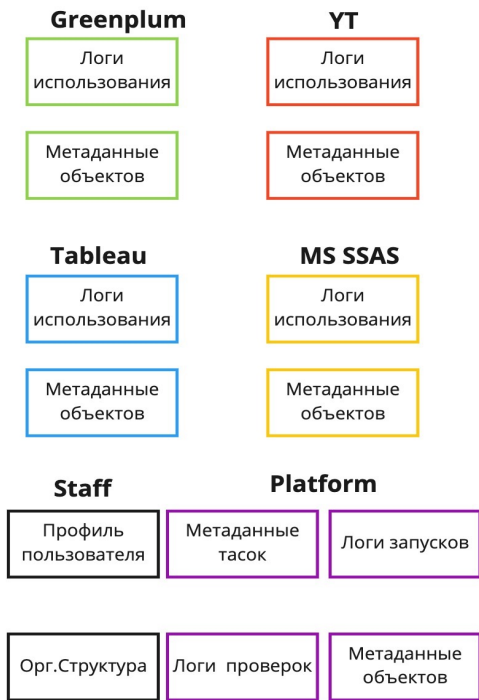 Greenplum
YT
Логи
использования
Логи
использования
Метаданные
объектов
Метаданные
объектов
Tableau
MS SSAS
Логи
использования
Логи
использования
Метаданные
объектов
Метаданные
объектов
Staff
Platform
Профиль
пользователя
Метаданные
тасок
Логи запусков
Орг.Структура
Логи проверок
Метаданные
объектов